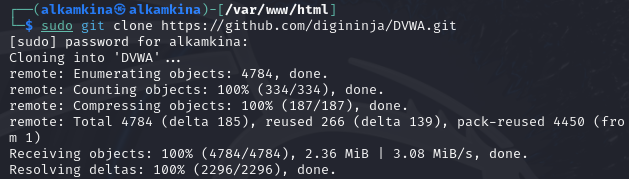 ┌──(alkamkina㉿alkamkina)-[/var/www/html]
└─$ sudo git clone https://github.com/digininja/DVWA.git
[sudo] password for alkamkina:
Cloning into 'DVWA'...
remote: Enumerating objects: 4784, done.
remote: Counting objects: 100% (334/334), done.
remote: Compressing objects: 100% (187/187), done.
remote: Total 4784 (delta 185), reused 266 (delta 139), pack-reused 4450 (fro
m 1)
Receiving objects: 100% (4784/4784), 2.36 MiB | 3.08 MiB/s, done.
Resolving deltas: 100% (2296/2296), done.